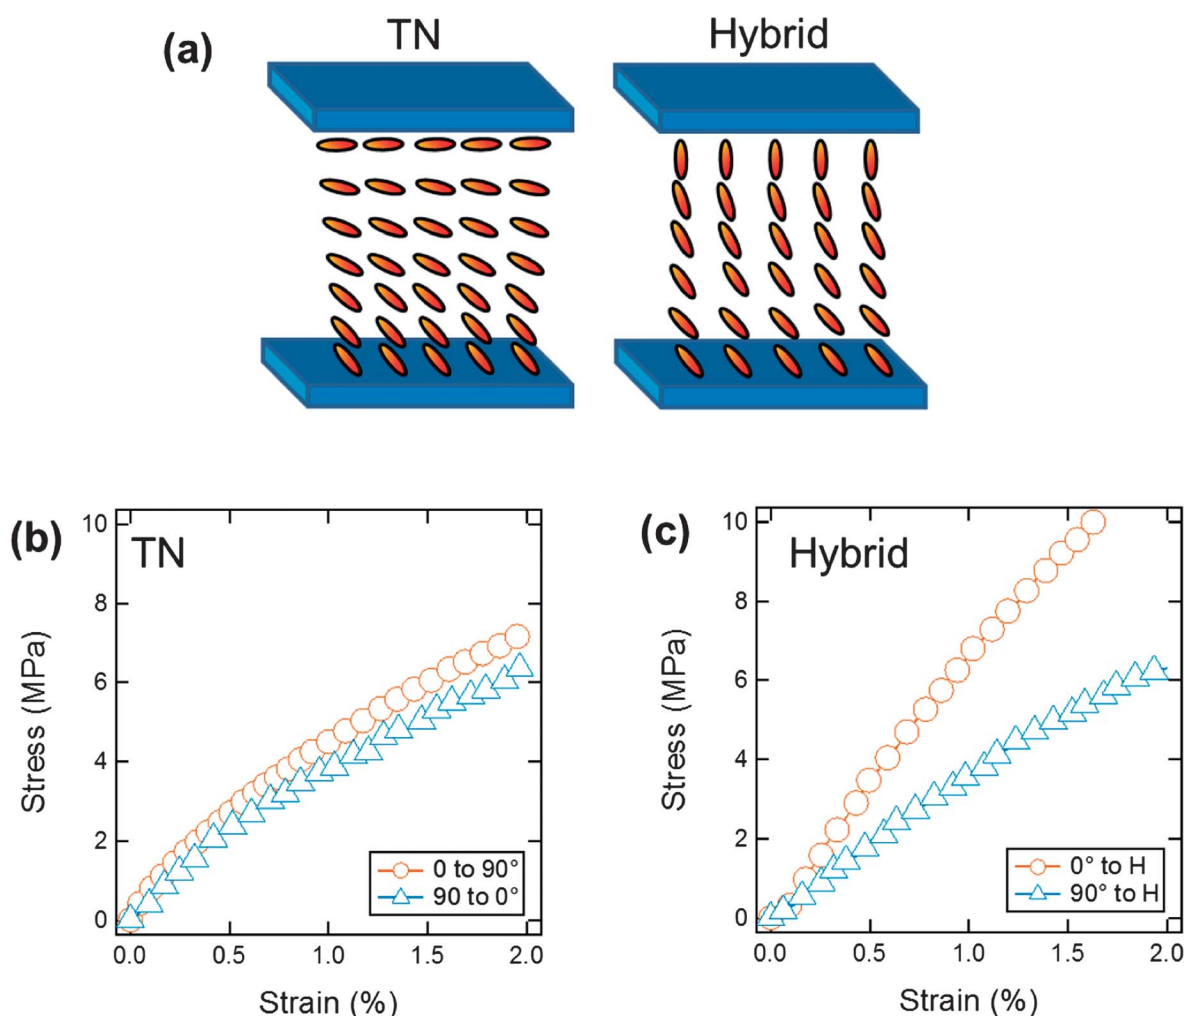 (a)
TN
Hybrid
(b)
TN
Stress (MPa)
10
8
6
4
2
0
0 to 90°
90 to 0°
0.0 0.5 1.0 1.5 2.0
Strain (%)
(c)
Hybrid
Stress (MPa)
10
8
6
4
2
0
0° to H
90° to H
0.0 0.5 1.0 1.5 2.0
Strain (%)